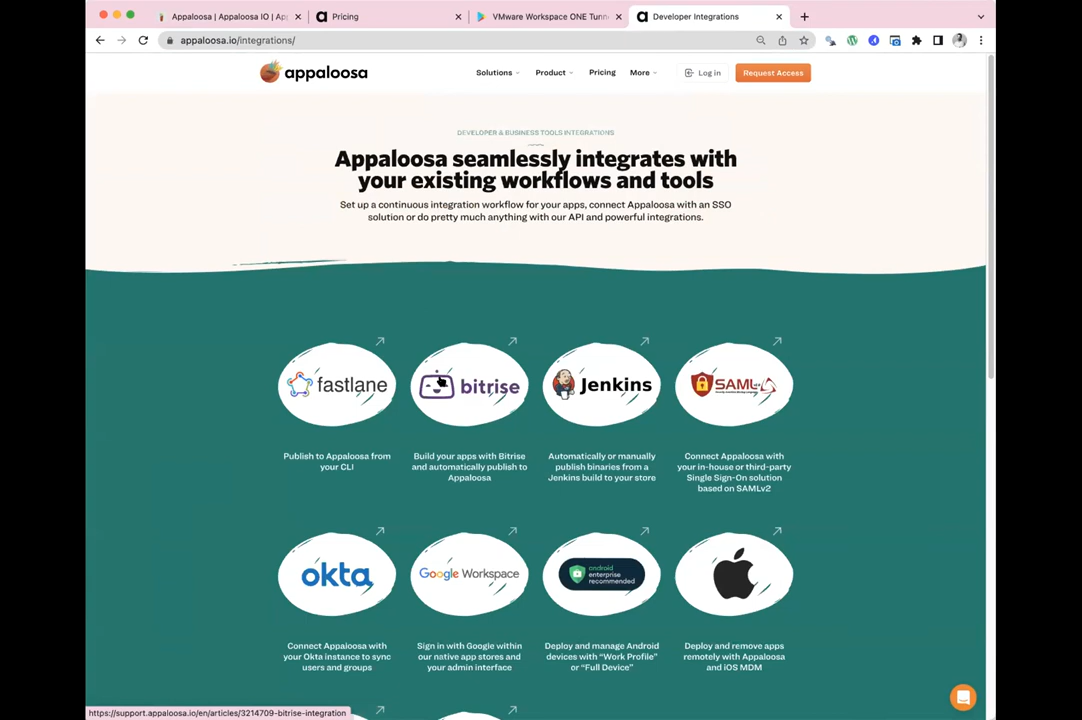 Appaloosa | Appaloosa IO | Ap
Pricing
VMware Workspace ONE Tunn
Developer Integrations
appaloosa.io/integrations/
appaloosa
Solutions
Product
Pricing
More
Log in
Request Access
DEVELOPER & BUSINESS TOOLS INTEGRATIONS
Appaloosa seamlessly integrates with
your existing workflows and tools
Set up a continuous integration workflow for your apps, connect Appaloosa with an SSO
solution or do pretty much anything with our API and powerful integrations.
fastlane
bitrise
Jenkins
SAML
Publish to Appaloosa from
your CLI
Build your apps with Bitrise
and automatically publish to
Appaloosa
Automatically or manually
publish binaries from a
Jenkins build to your store
Connect Appaloosa with
your in-house or third-party
Single Sign-On solution
based on SAMLv2
okta
Google Workspace
android
enterprise
recommended
Connect Appaloosa with
your Okta instance to sync
users and groups
Sign in with Google within
our native app stores and
your admin interface
Deploy and manage Android
devices with “Work Profile”
or “Full Device”
Deploy and remove apps
remotely with Appaloosa
and iOS MDM
https://support.appaloosa.io/en/articles/3214709-bitrise-integration